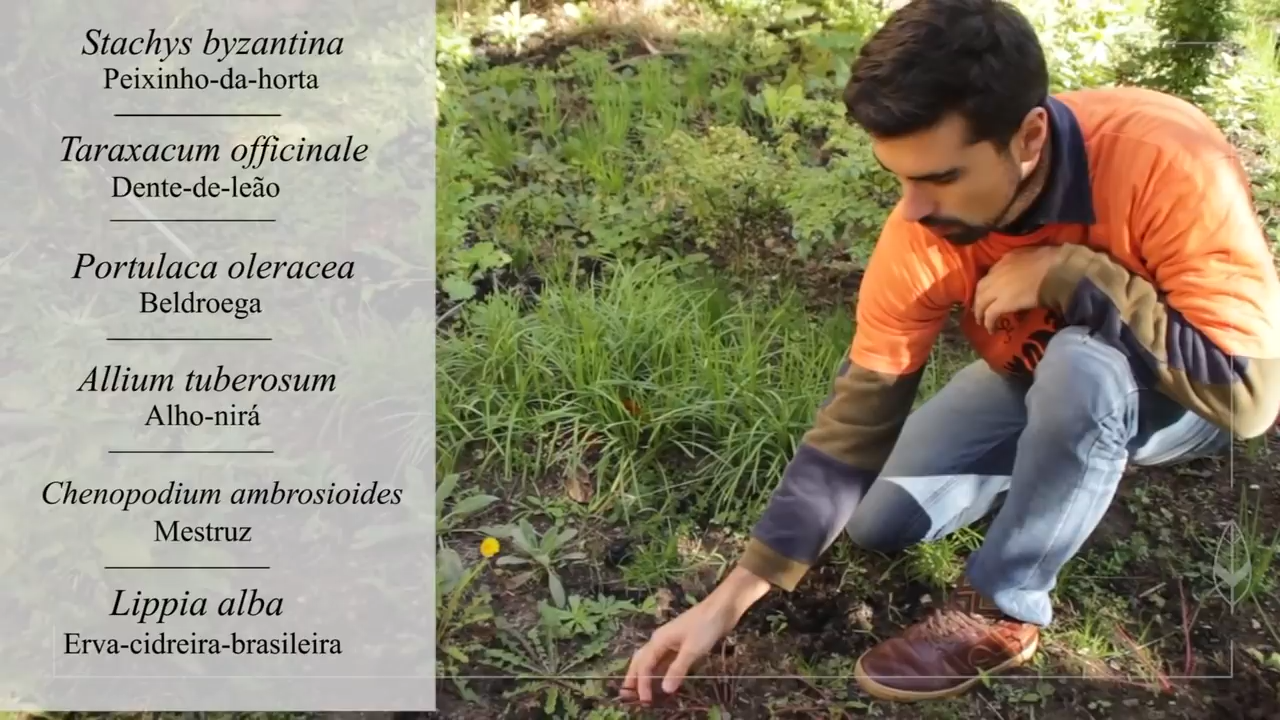 Stachys byzantina
Peixinho-da-horta
Taraxacum officinale
Dente-de-leão
Portulaca oleracea
Beldroega
Allium tuberosum
Alho-nirá
Chenopodium ambrosioides
Mestruz
Lippia alba
Erva-cidreira-brasileira